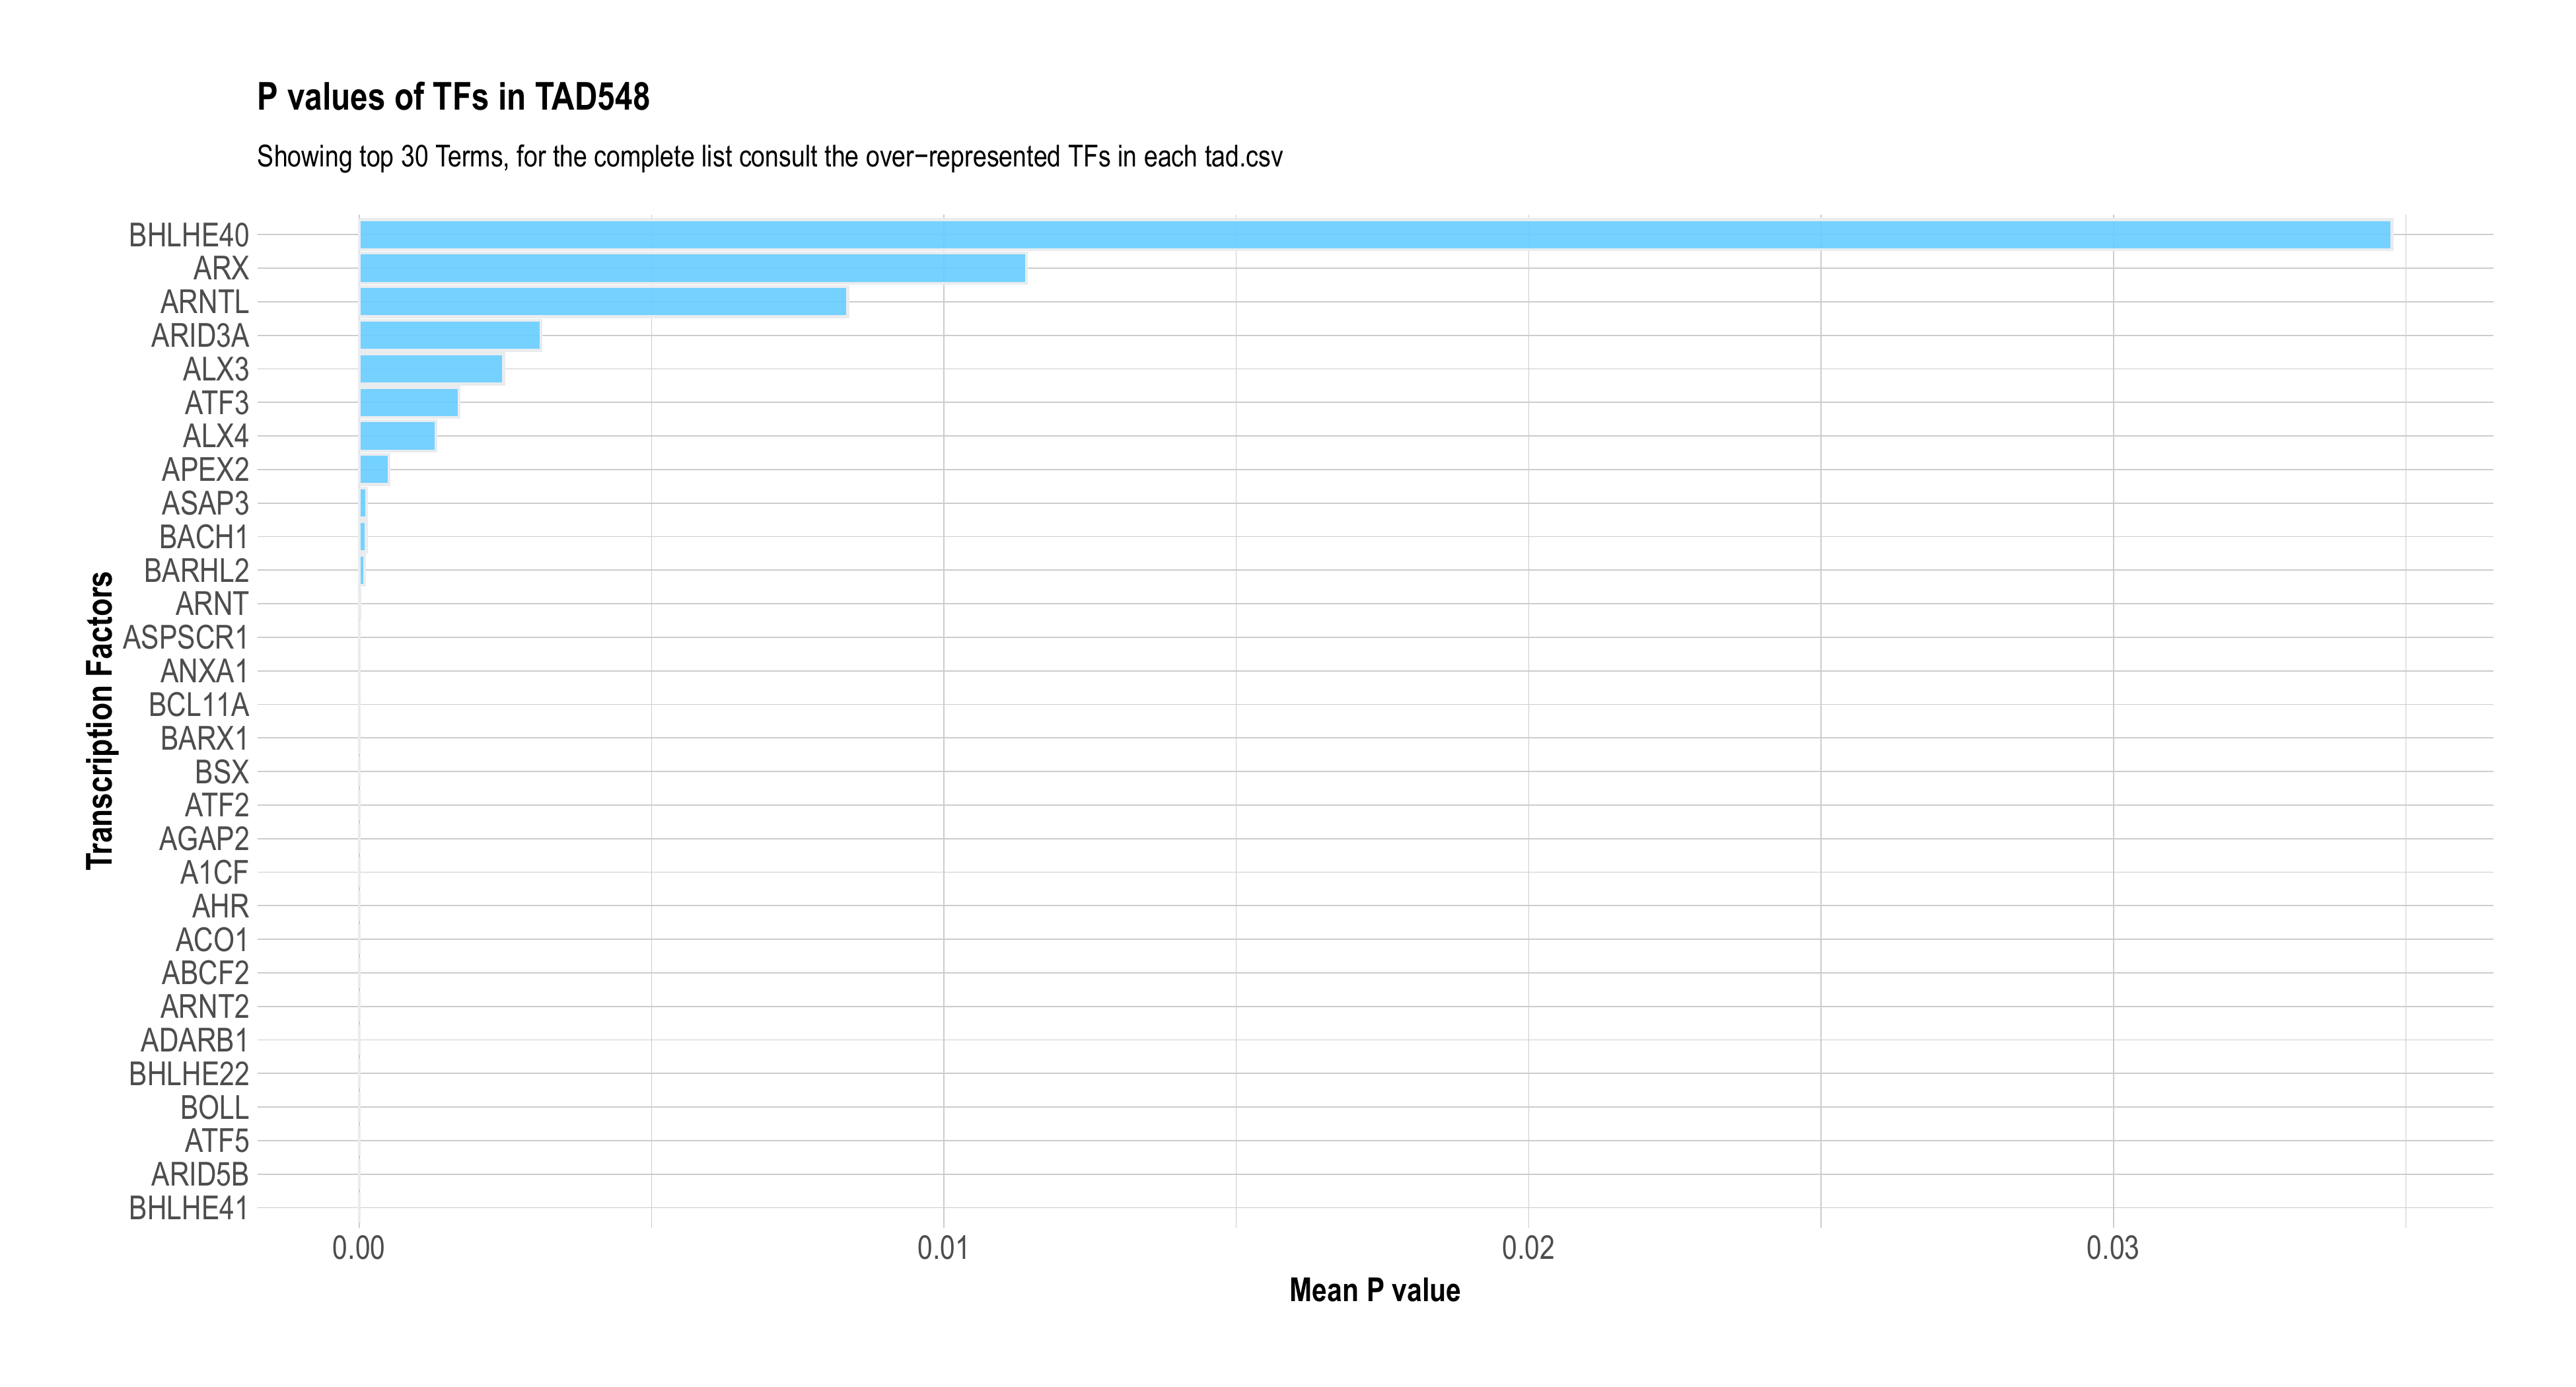 P values of TFs in TAD548
Showing top 30 Terms, for the complete list consult the over−represented TFs in each tad.csv
Transcription Factors
BHLHE40
ARX
ARNTL
ARID3A
ALX3
ATF3
ALX4
APEX2
ASAP3
BACH1
BARHL2
ARNT
ASPSCR1
ANXA1
BCL11A
BARX1
BSX
ATF2
AGAP2
A1CF
AHR
ACO1
ABCF2
ARNT2
ADARB1
BHLHE22
BOLL
ATF5
ARID5B
BHLHE41
0.00 0.01 0.02 0.03
Mean P value